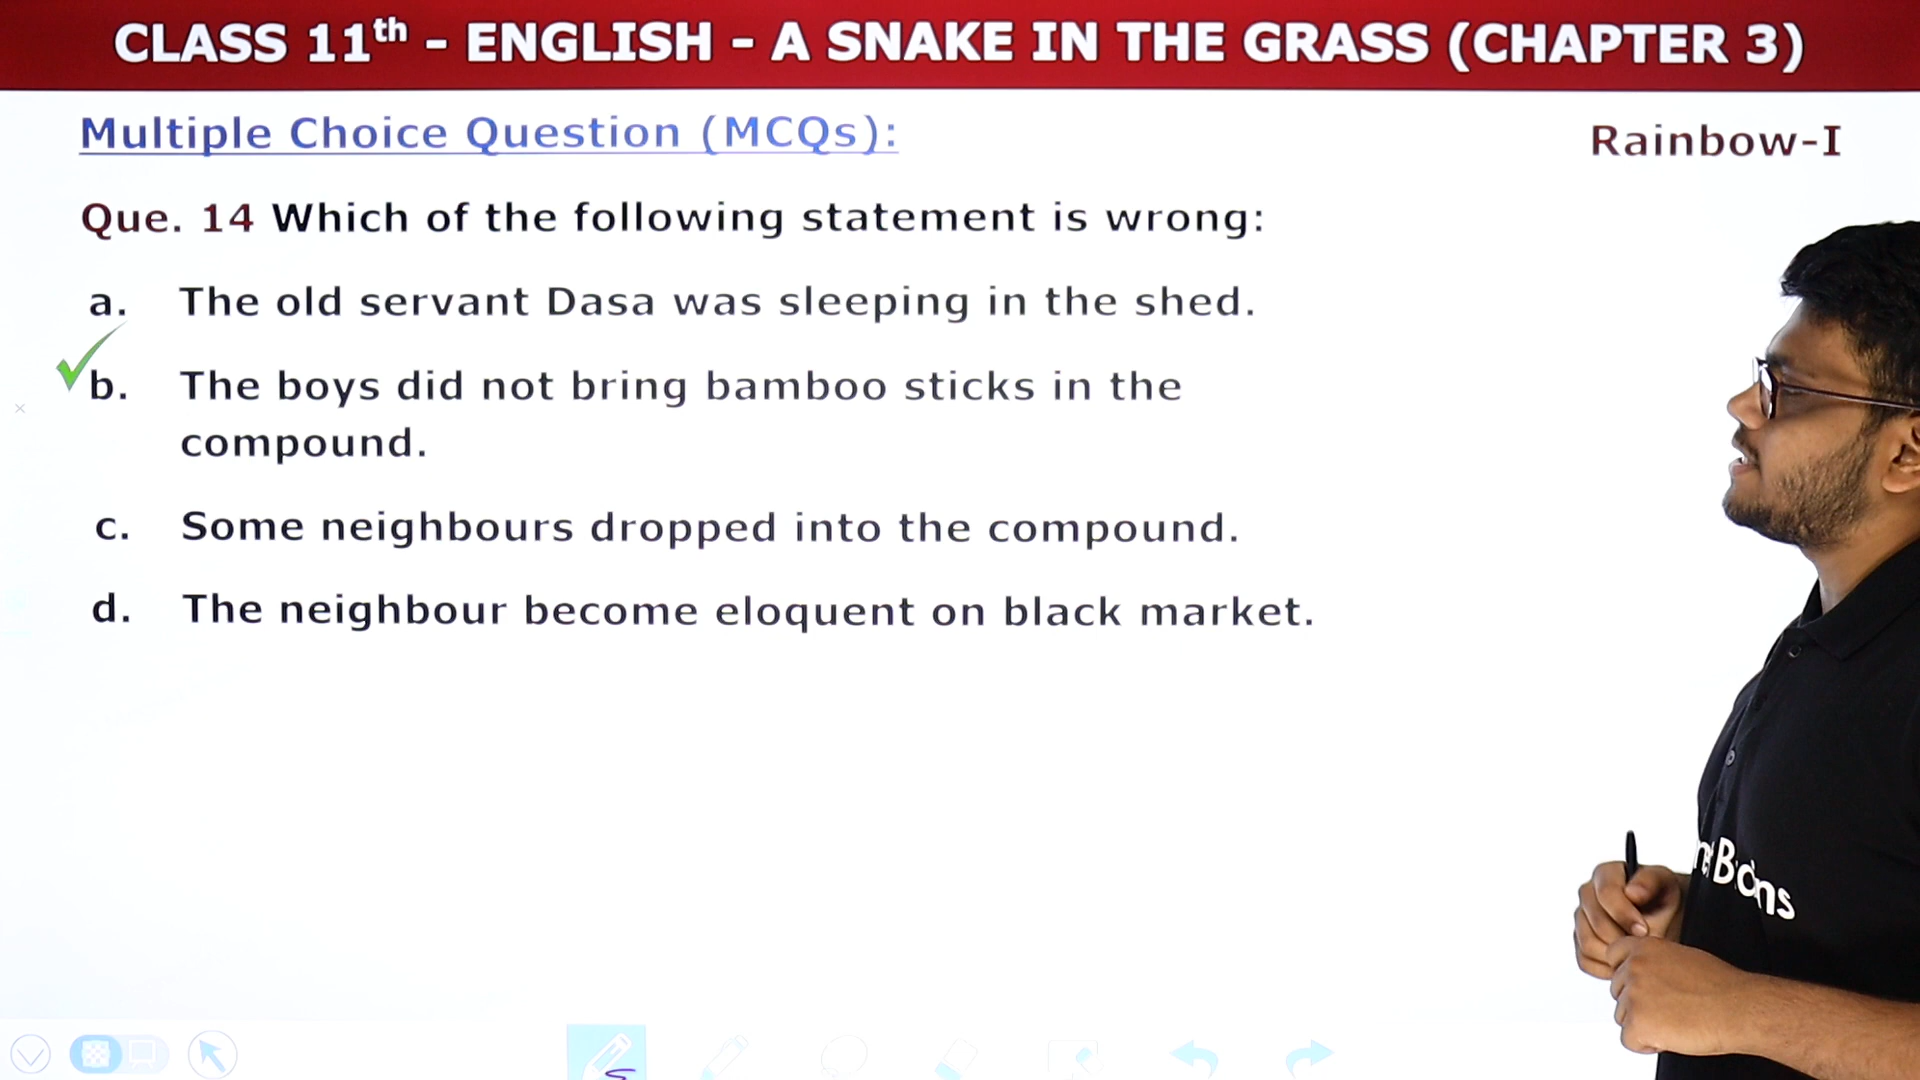 CLASS 11th - ENGLISH - A SNAKE IN THE GRASS (CHAPTER 3)
Multiple Choice Question (MCQs):
Rainbow-I
Que. 14 Which of the following statement is wrong:
a. The old servant Dasa was sleeping in the shed.
b. The boys did not bring bamboo sticks in the
compound.
c. Some neighbours dropped into the compound.
d. The neighbour become eloquent on black market.